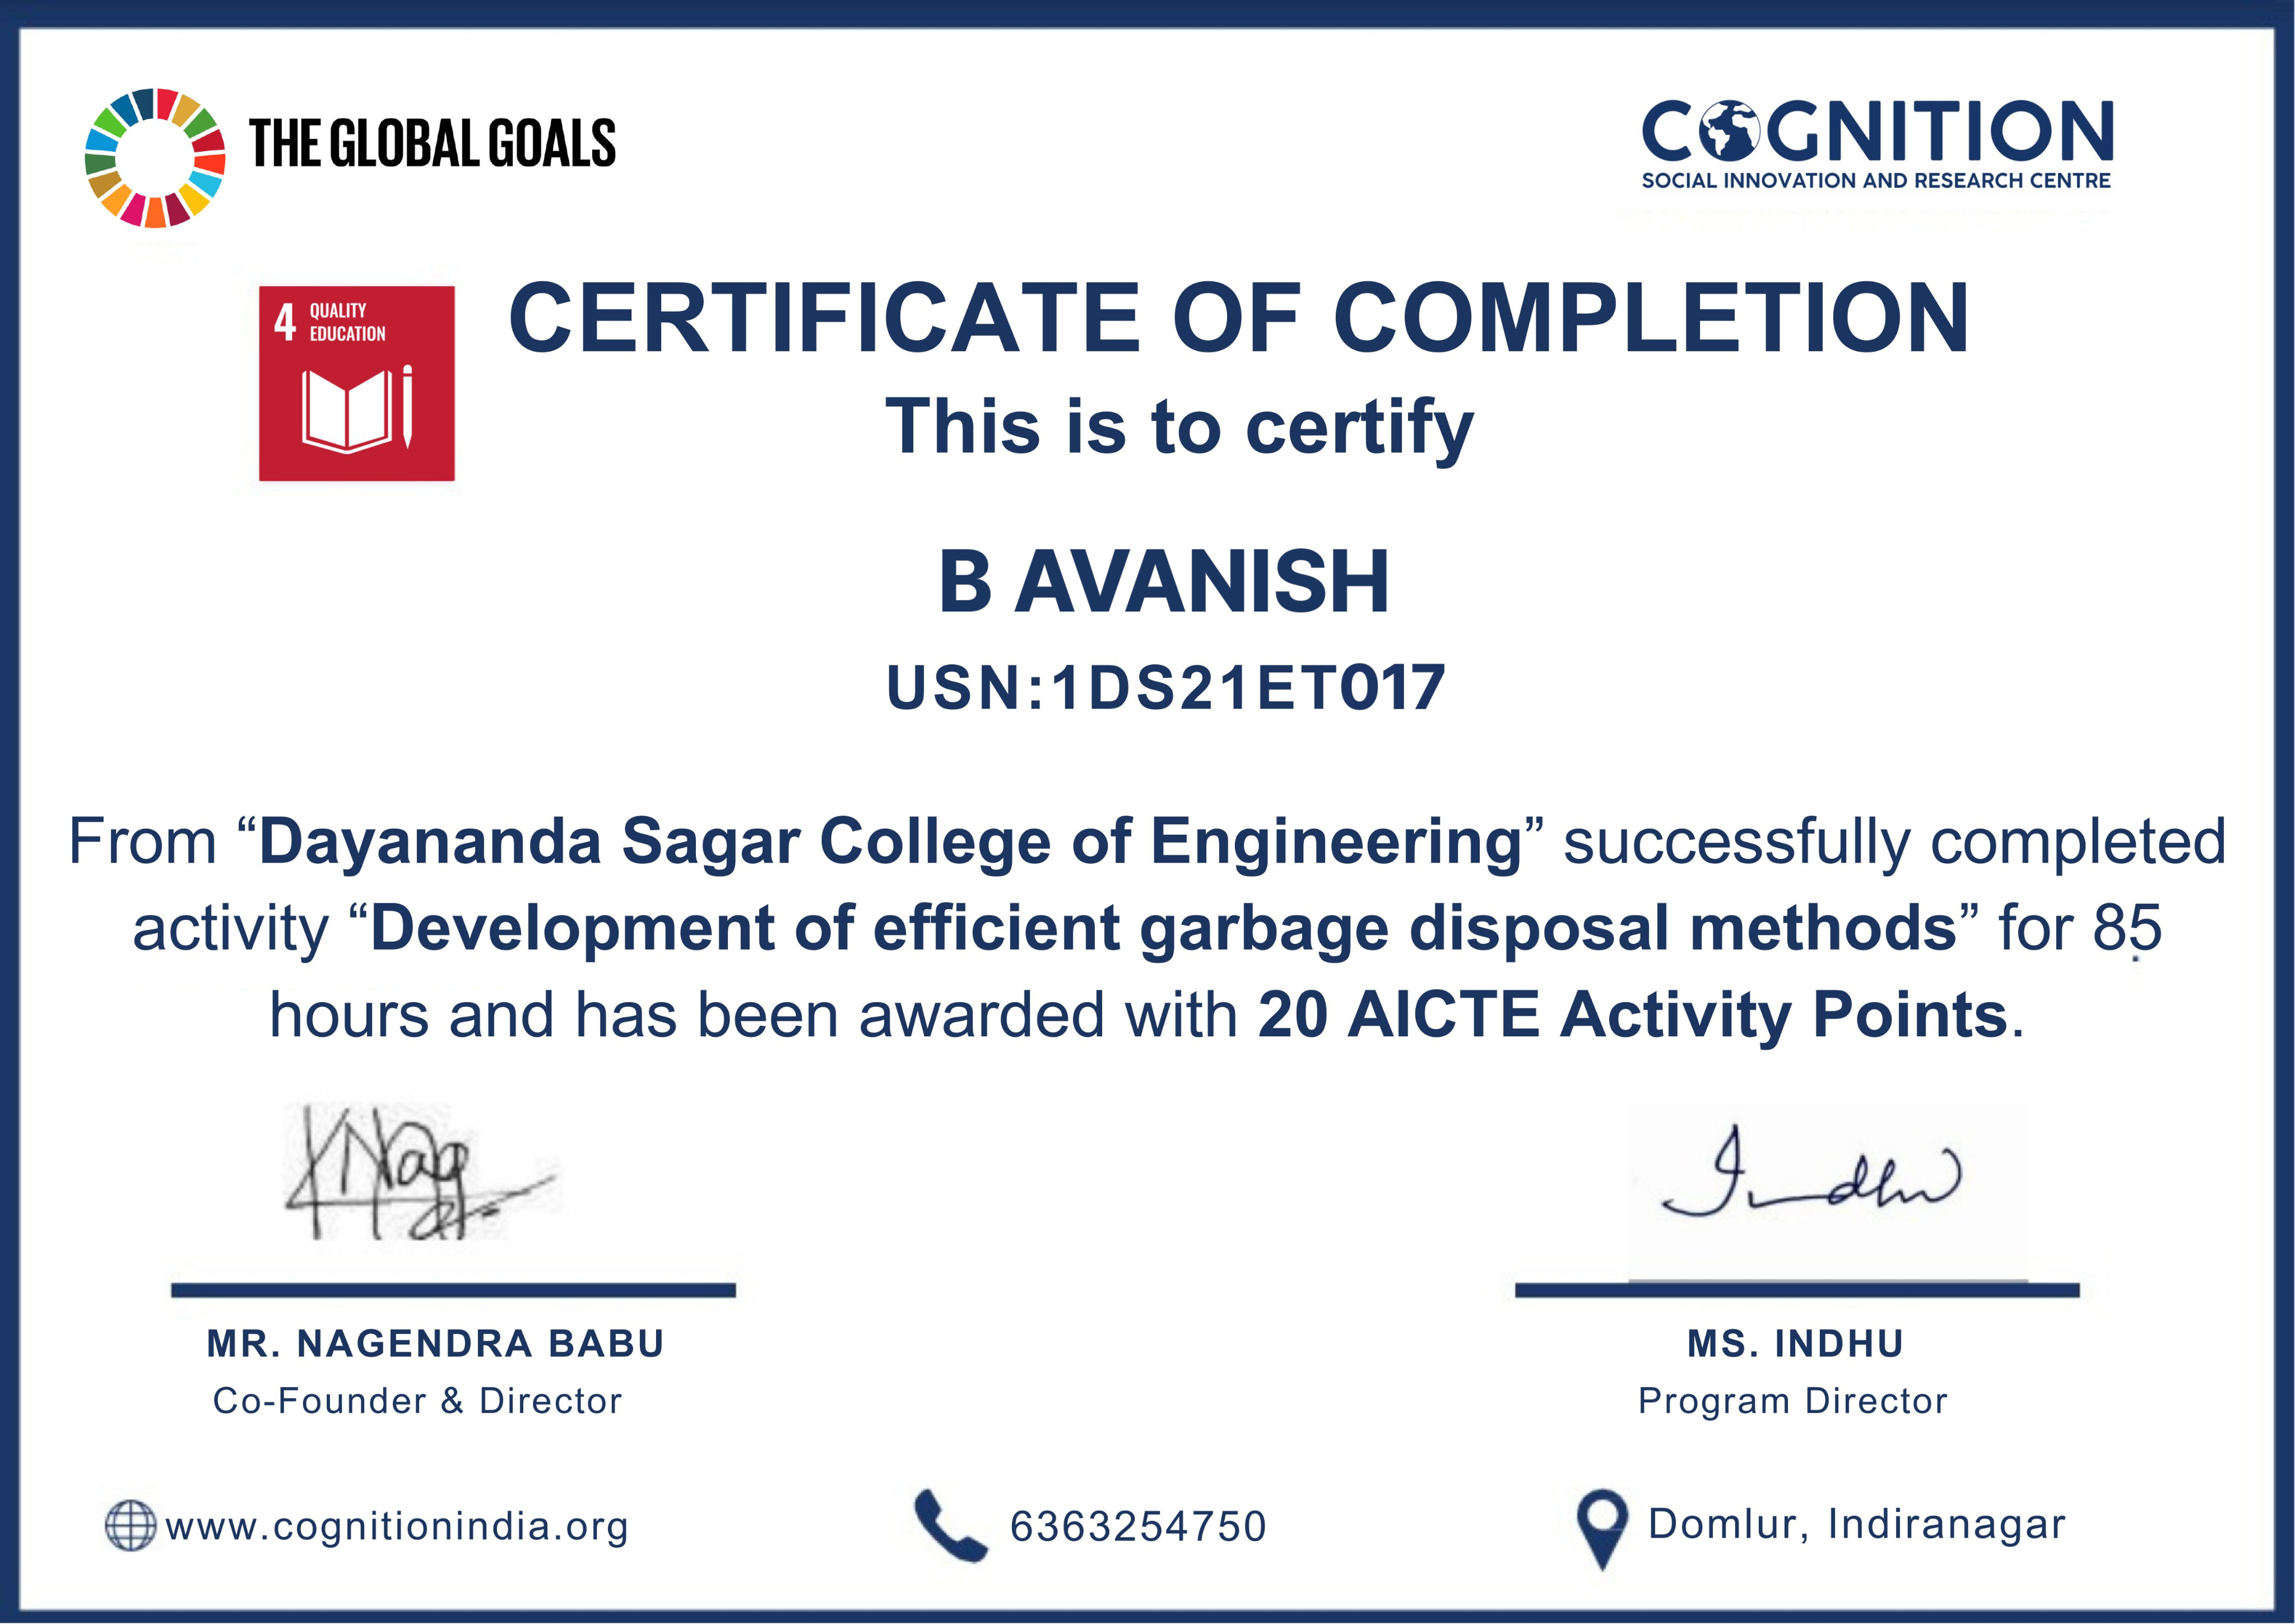 THE GLOBAL GOALS
COGNITION
SOCIAL INNOVATION AND RESEARCH CENTRE
4 QUALITY
EDUCATION
CERTIFICATE OF COMPLETION
This is to certify
B AVANISH
USN:1DS21ET017
From “Dayananda Sagar College of Engineering” successfully completed
activity “Development of efficient garbage disposal methods” for 85
hours and has been awarded with 20 AICTE Activity Points.
KNag
Indhu
MR. NAGENDRA BABU
Co-Founder & Director
MS. INDHU
Program Director
www.cognitionindia.org
6363254750
Domlur, Indiranagar